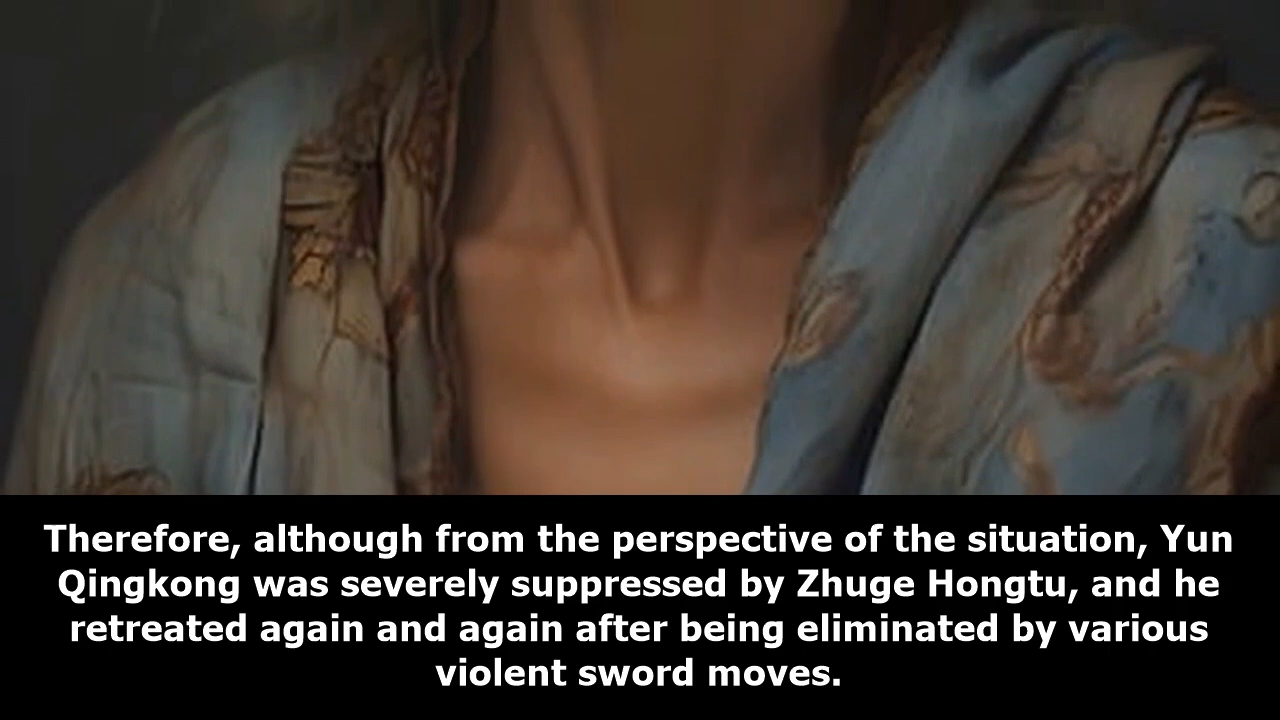 Therefore, although from the perspective of the situation, Yun
Qingkong was severely suppressed by Zhuge Hongtu, and he
retreated again and again after being eliminated by various
violent sword moves.